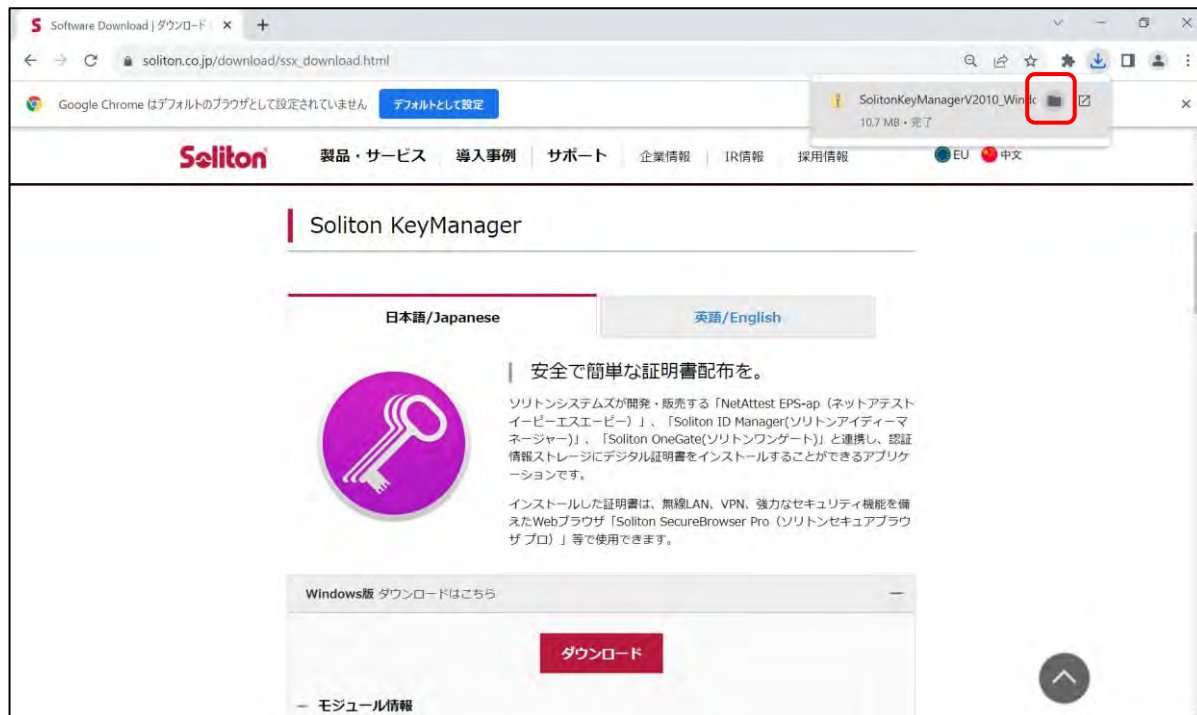 Software Download | ダウンロード
soliton.co.jp/download/ssx_download.html
Google Chrome はデフォルトのブラウザとして設定されていません
デフォルトとして設定
SolitonKeyManagerV2010_Windo
10.7 MB・完了
Soliton 製品・サービス 導入事例 サポート 企業情報 IR情報 採用情報 EU 中文
Soliton KeyManager
日本語/Japanese 英語/English
安全で簡単な証明書配布を。
ソリトンシステムズが開発・販売する「NetAttest EPS-ap（ネットアテスト
イーピーエスエーピー）」、「Soliton ID Manager(ソリトンアイディーマ
ネージャー)」、「Soliton OneGate(ソリトンワンゲート)」と連携し、認証
情報ストレージにデジタル証明書をインストールすることができるアプリケ
ーションです。
インストールした証明書は、無線LAN、VPN、強力なセキュリティ機能を備
えたWebブラウザ「Soliton SecureBrowser Pro（ソリトンセキュアブラウ
ザ プロ）」等で使用できます。
Windows版 ダウンロードはこちら
ダウンロード
モジュール情報